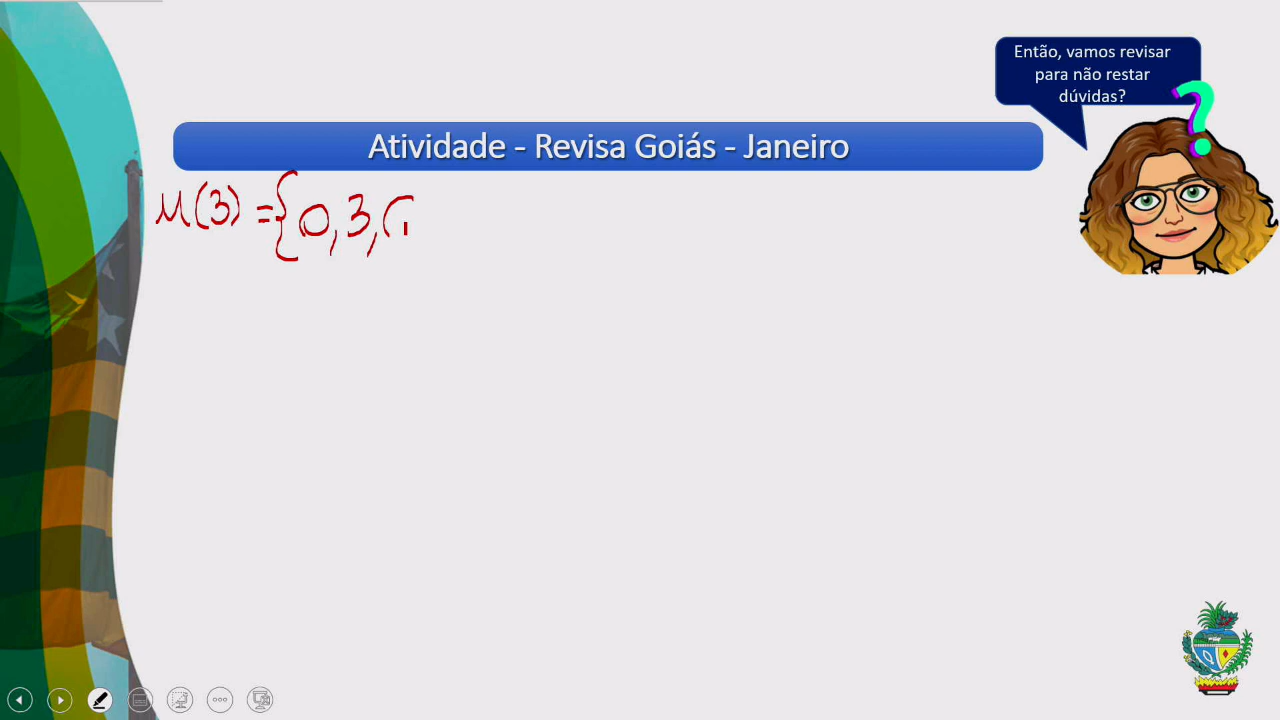 Então, vamos revisar
para não restar
dúvidas?
Atividade - Revisa Goiás - Janeiro
M(3) = {0, 3,